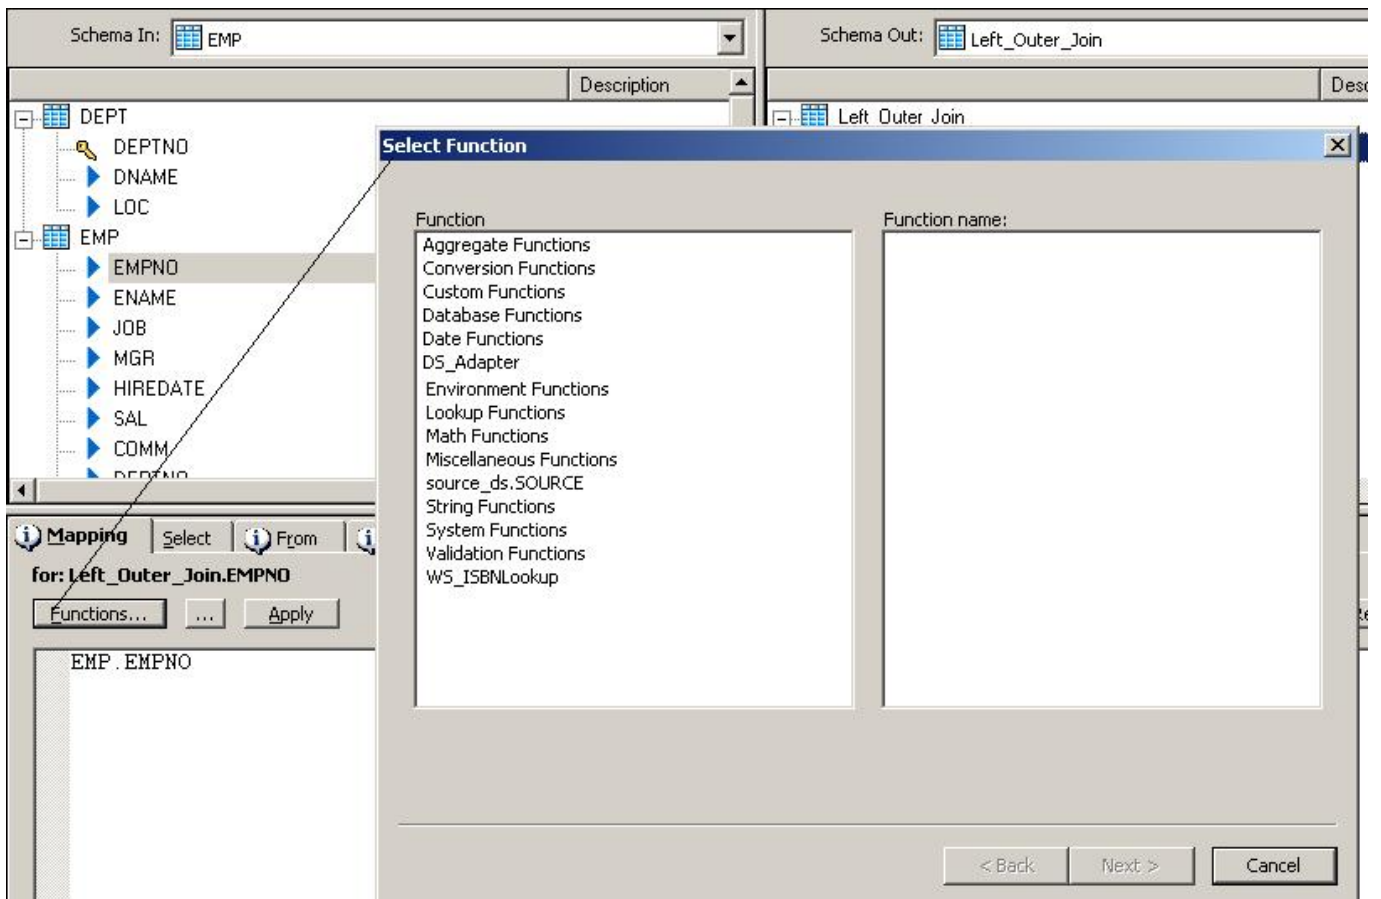 Schema In: EMP
Schema Out: Left_Outer_Join
Description
Desc
DEPT
DEPTNO
DNAME
LOC
EMP
EMPNO
ENAME
JOB
MGR
HIREDATE
SAL
COMM
DEPTNO
Left Outer Join
Select Function
Function
Aggregate Functions
Conversion Functions
Custom Functions
Database Functions
Date Functions
DS_Adapter
Environment Functions
Lookup Functions
Math Functions
Miscellaneous Functions
source_ds.SOURCE
String Functions
System Functions
Validation Functions
WS_ISBNLookup
Function name:
< Back Next > Cancel
Mapping Select From
for: Left_Outer_Join.EMPNO
Functions... ... Apply
EMP.EMPNO